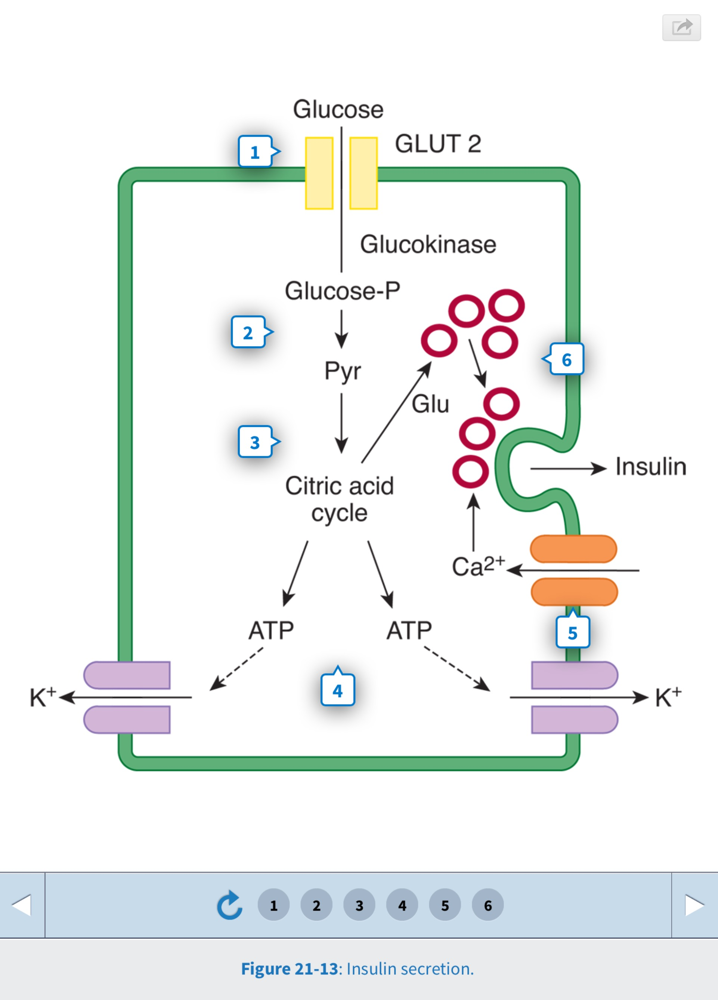 Glucose
GLUT 2
1
Glucokinase
Glucose-P
2
Pyr
6
Glu
3
Insulin
Citric acid
cycle
Ca²⁺
ATP
ATP
5
4
K⁺
K⁺
1 2 3 4 5 6
Figure 21-13: Insulin secretion.